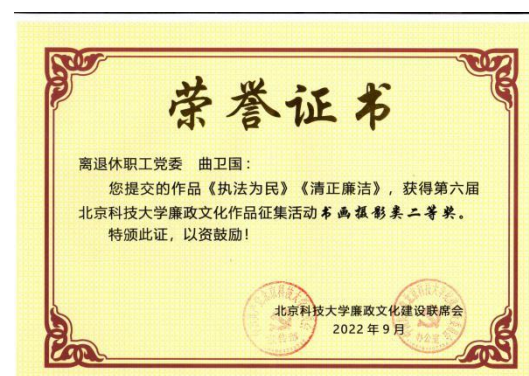 荣誉证书
离退休职工党委 曲卫国：
您提交的作品《执法为民》《清正廉洁》，获得第六届
北京科技大学廉政文化作品征集活动书画摄影类二等奖。
特颁此证，以资鼓励！
北京科技大学廉政文化建设联席会
2022年9月